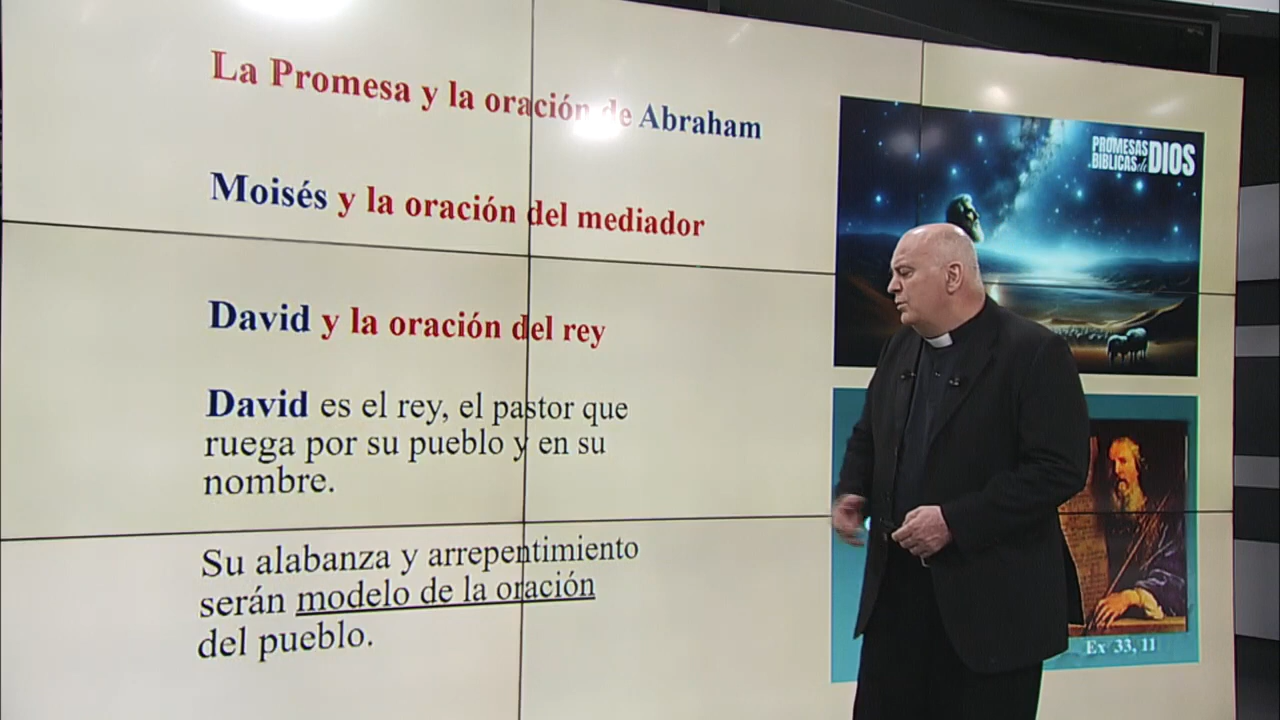 La Promesa y la oración de Abraham
Moisés y la oración del mediador
David y la oración del rey
David es el rey, el pastor que
ruega por su pueblo y en su
nombre.
Su alabanza y arrepentimiento
serán modelo de la oración
del pueblo.
PROMESAS
BÍBLICAS de DIOS
Ex 33, 11